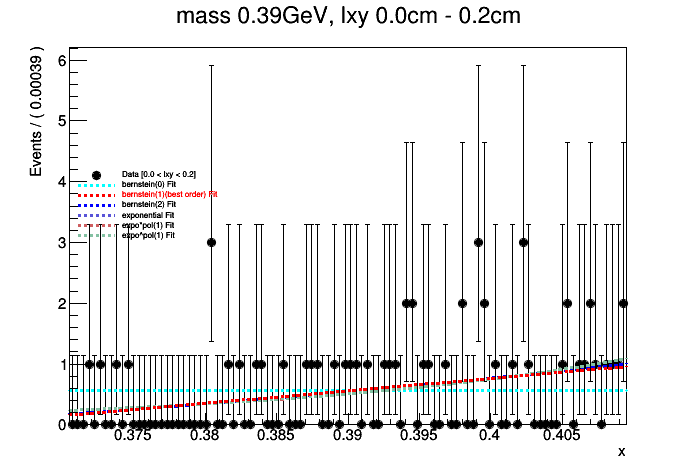 mass 0.39GeV, lxy 0.0cm - 0.2cm
Events / ( 0.00039 )
6
5
4
3
2
1
0
Data [0.0 < lxy < 0.2]
bernstein(0) Fit
bernstein(1)(best order) Fit
bernstein(2) Fit
exponential Fit
expo*pol(1) Fit
expo^pol(1) Fit
0.375 0.38 0.385 0.39 0.395 0.4 0.405
x